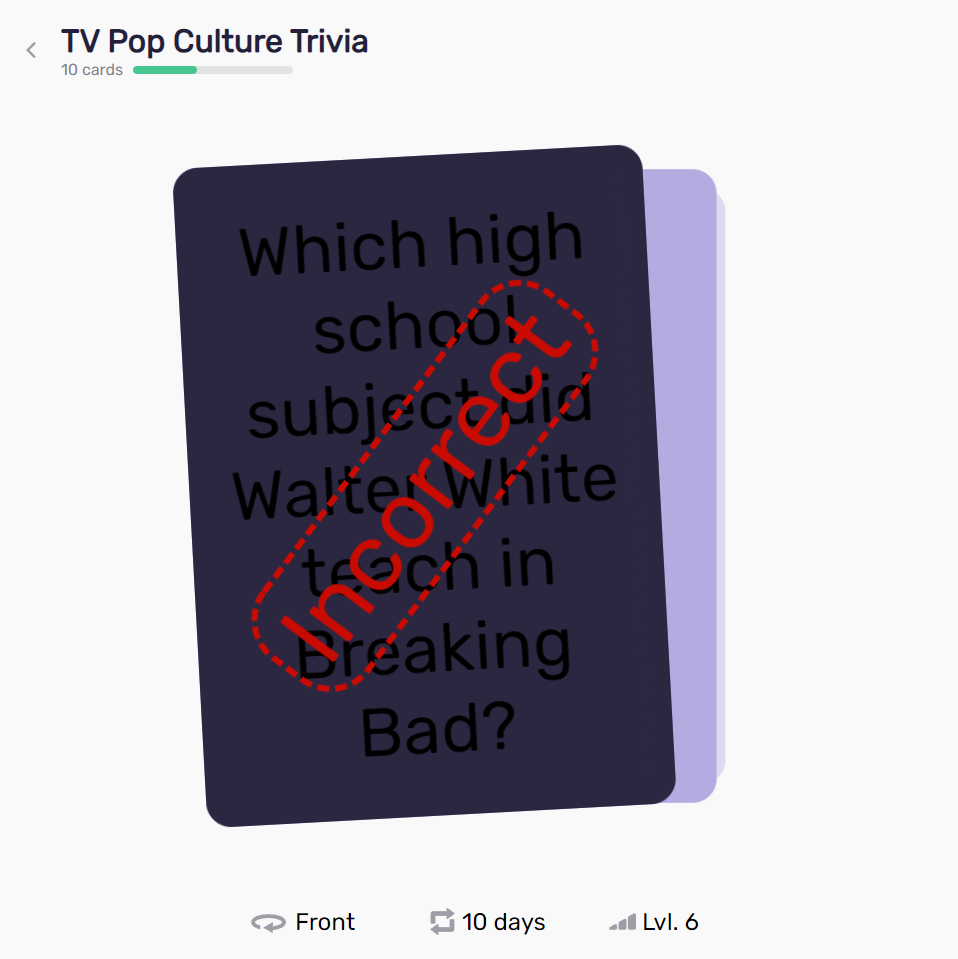 TV Pop Culture Trivia
10 cards
Which high
school
subject did
Walter White
teach in
Breaking
Bad?
Incorrect
Front
10 days
Lvl. 6